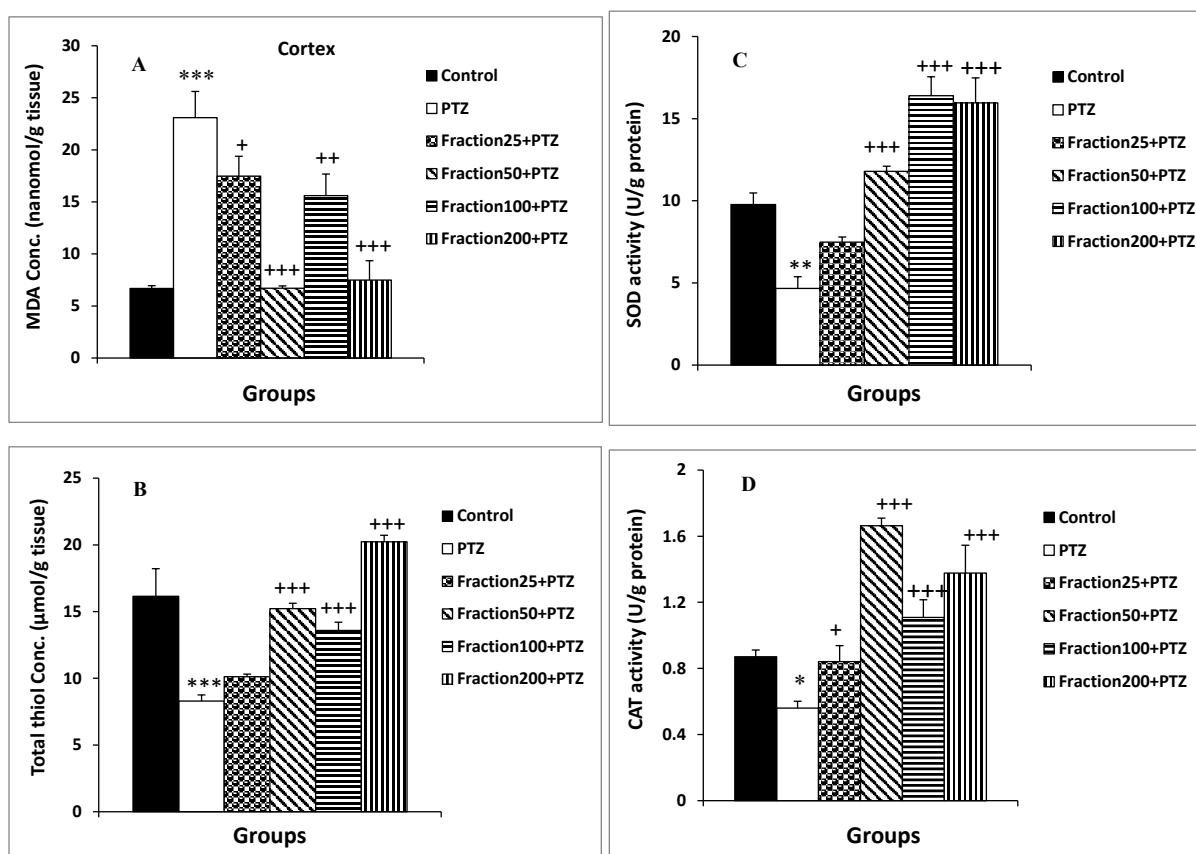 A
Cortex
MDA Conc. (nanomol/g tissue)
30
25
20
15
10
5
0
***
+
+++
++
+++
Groups
Control
PTZ
Fraction25+PTZ
Fraction50+PTZ
Fraction100+PTZ
Fraction200+PTZ
C
SOD activity (U/g protein)
20
15
10
5
0
**
+++
+++
+++
Groups
Control
PTZ
Fraction25+PTZ
Fraction50+PTZ
Fraction100+PTZ
Fraction200+PTZ
B
Total thiol Conc. (µmol/g tissue)
25
20
15
10
5
0
***
+++
+++
+++
Groups
Control
PTZ
Fraction25+PTZ
Fraction50+PTZ
Fraction100+PTZ
Fraction200+PTZ
D
CAT activity (U/g protein)
2
1.6
1.2
0.8
0.4
0
*
+
+++
+++
+++
Groups
Control
PTZ
Fraction25+PTZ
Fraction50+PTZ
Fraction100+PTZ
Fraction200+PTZ